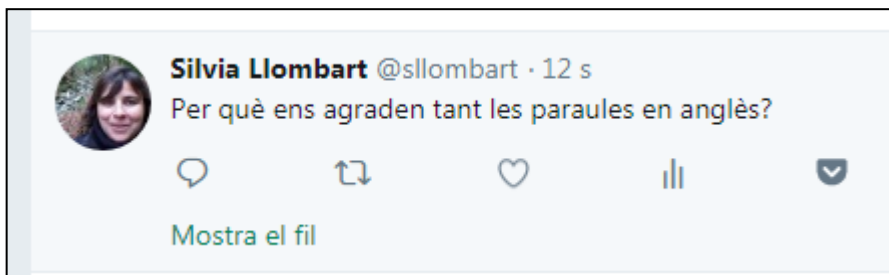 Silvia Llombart @sllombart · 12 s
Per què ens agraden tant les paraules en anglès?
Mostra el fil